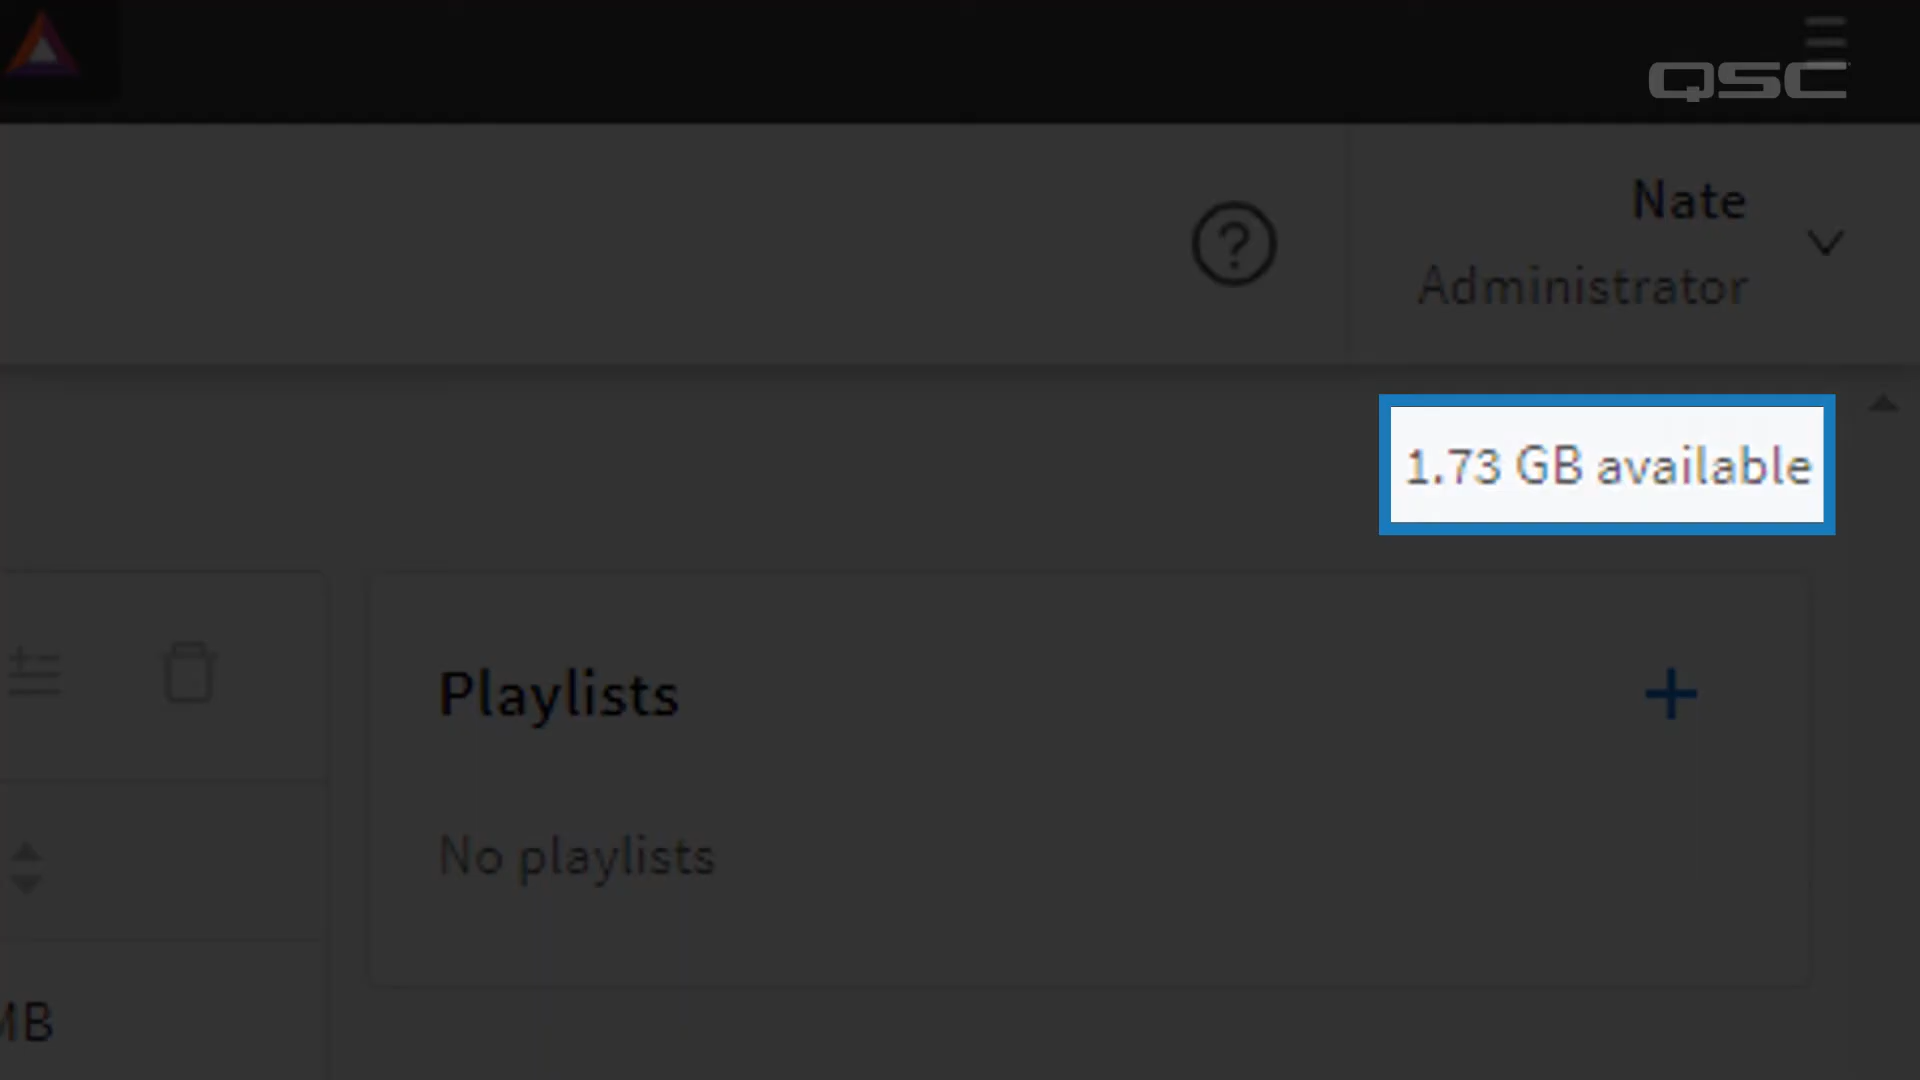 QSC
?
Nate
Administrator
1.73 GB available
Playlists
No playlists
MB